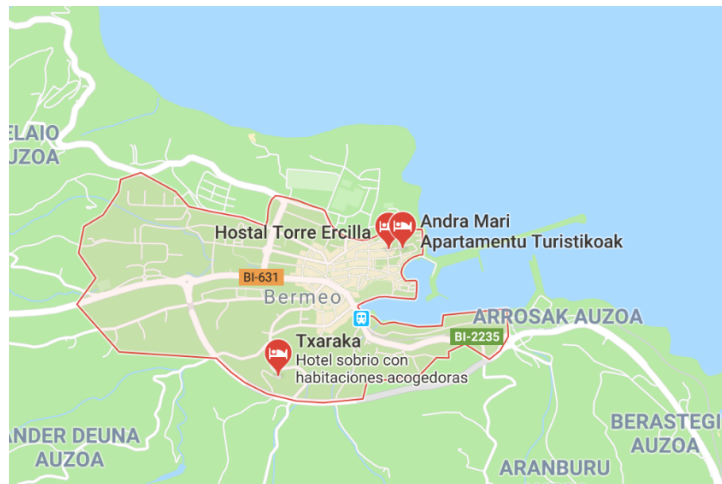 ELAIO
UZOA
Hostal Torre Ercilla
Andra Mari
Apartamentu Turistikoak
BI-631
Bermeo
ARROSAK AUZOA
BI-2235
Txaraka
Hotel sobrio con
habitaciones acogedoras
ANDER DEUNA
AUZOA
BERASTEGI
AUZOA
ARANBURU